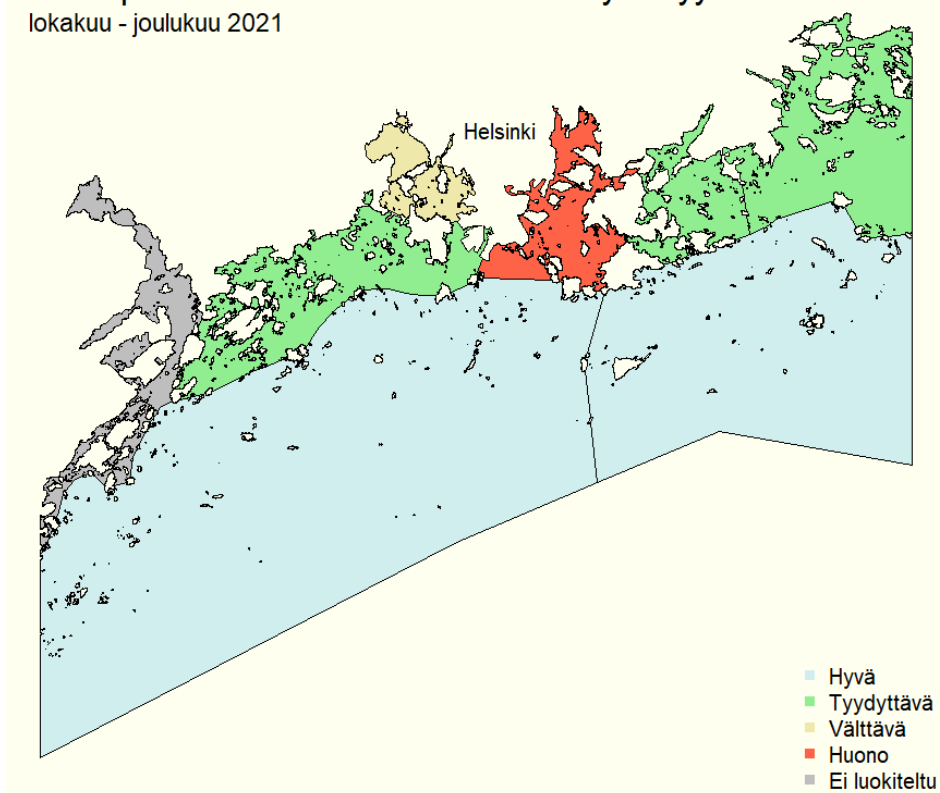 lokakuu - joulukuu 2021
Helsinki
Hyvä
Tyydyttävä
Välttävä
Huono
Ei luokiteltu